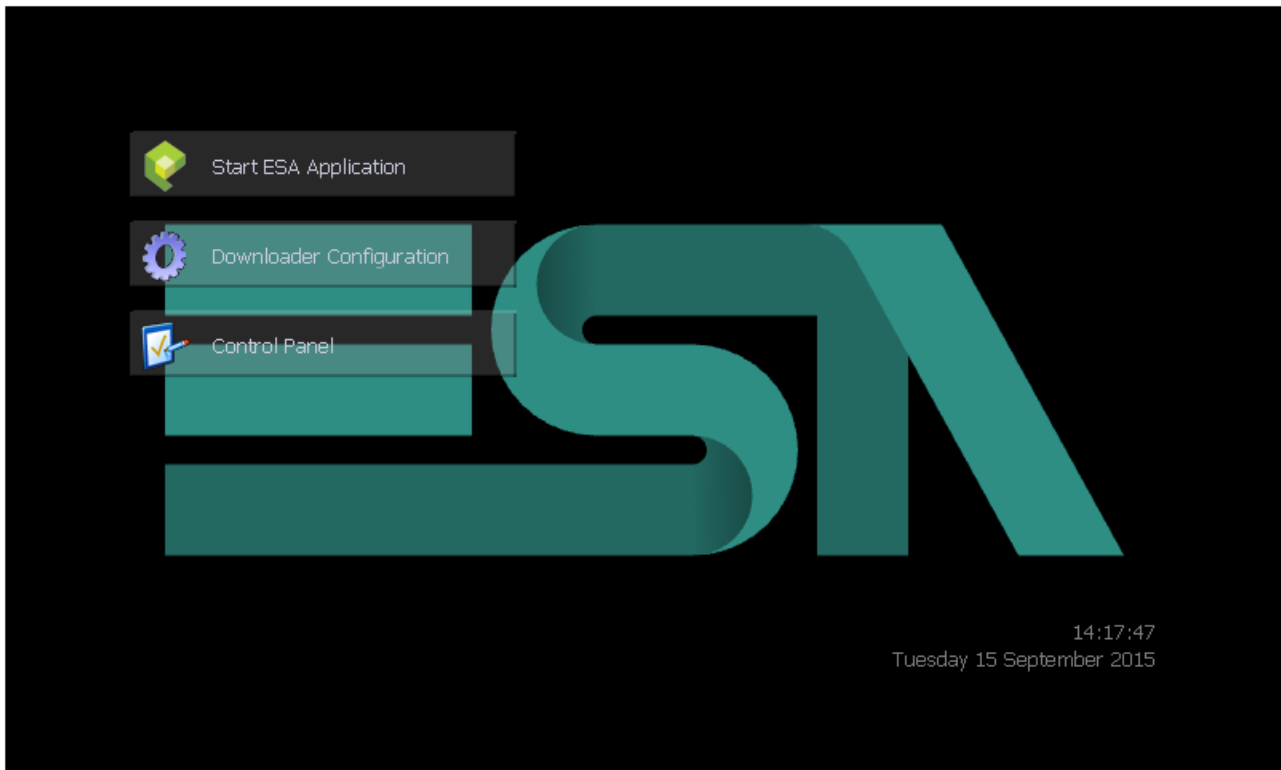 Start ESA Application
Downloader Configuration
Control Panel
ESA
14:17:47
Tuesday 15 September 2015